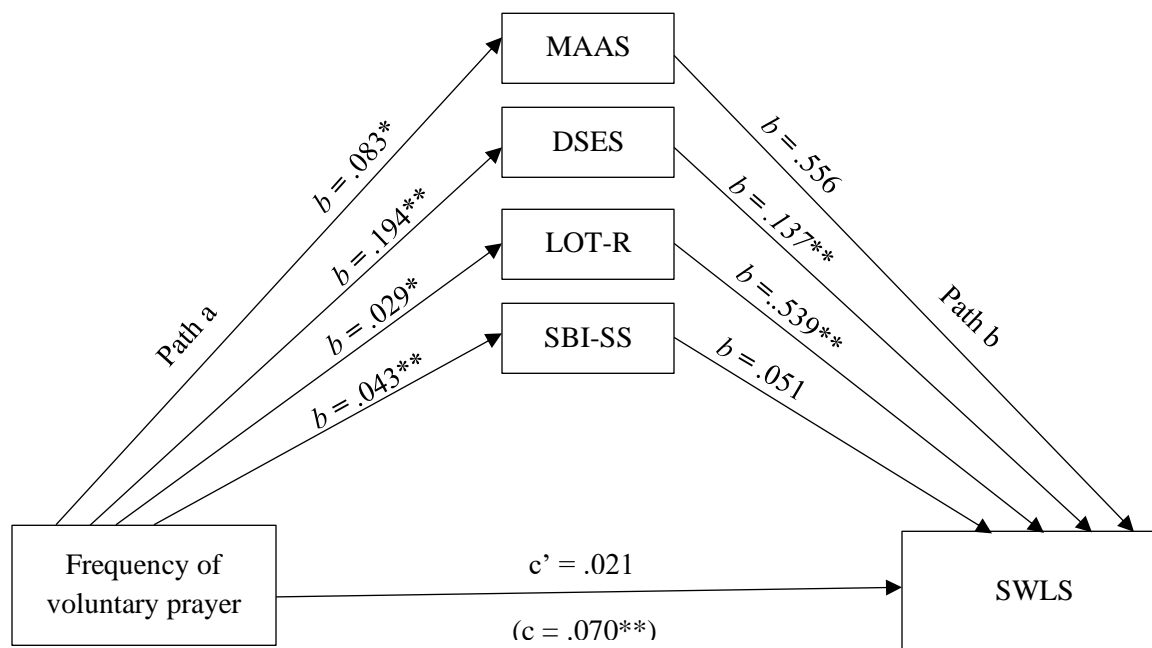 MAAS
DSES
LOT-R
SBI-SS
b = .083*
b = .194**
b = .029*
b = .043**
Path a
b = .556
b = .137**
b =..539**
b = .051
Path b
Frequency of
voluntary prayer
c’ = .021
(c = .070**)
SWLS